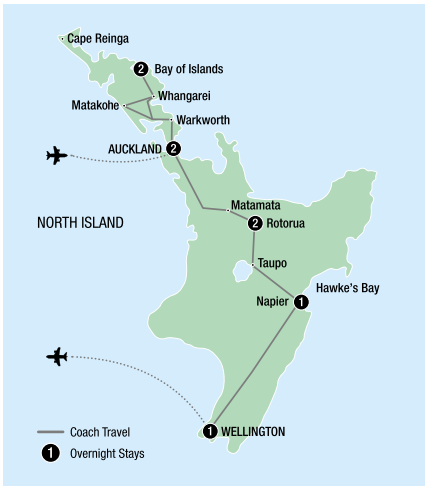 Cape Reinga
2 Bay of Islands
Whangarei
Matakohe
Warkworth
AUCKLAND 2
Matamata
NORTH ISLAND
2 Rotorua
Taupo
Hawke's Bay
Napier 1
1 WELLINGTON
Coach Travel
1 Overnight Stays